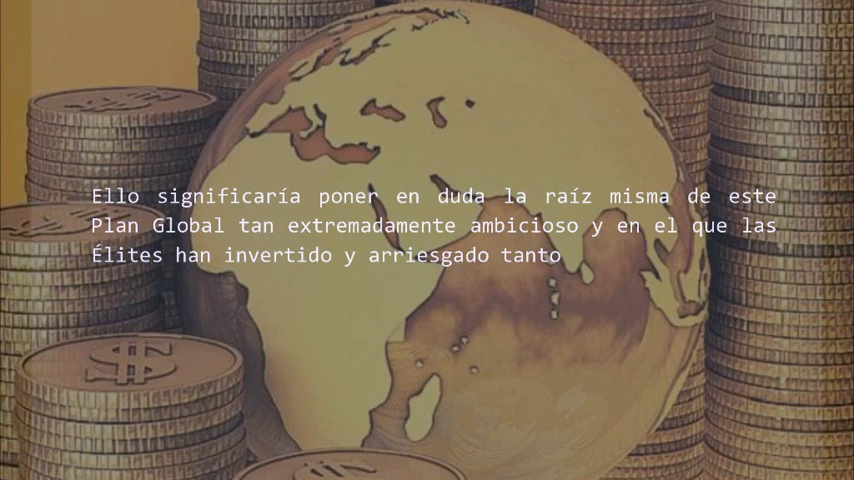 Ello significaría poner en duda la raíz misma de este
Plan Global tan extremadamente ambicioso y en el que las
Élites han invertido y arriesgado tanto